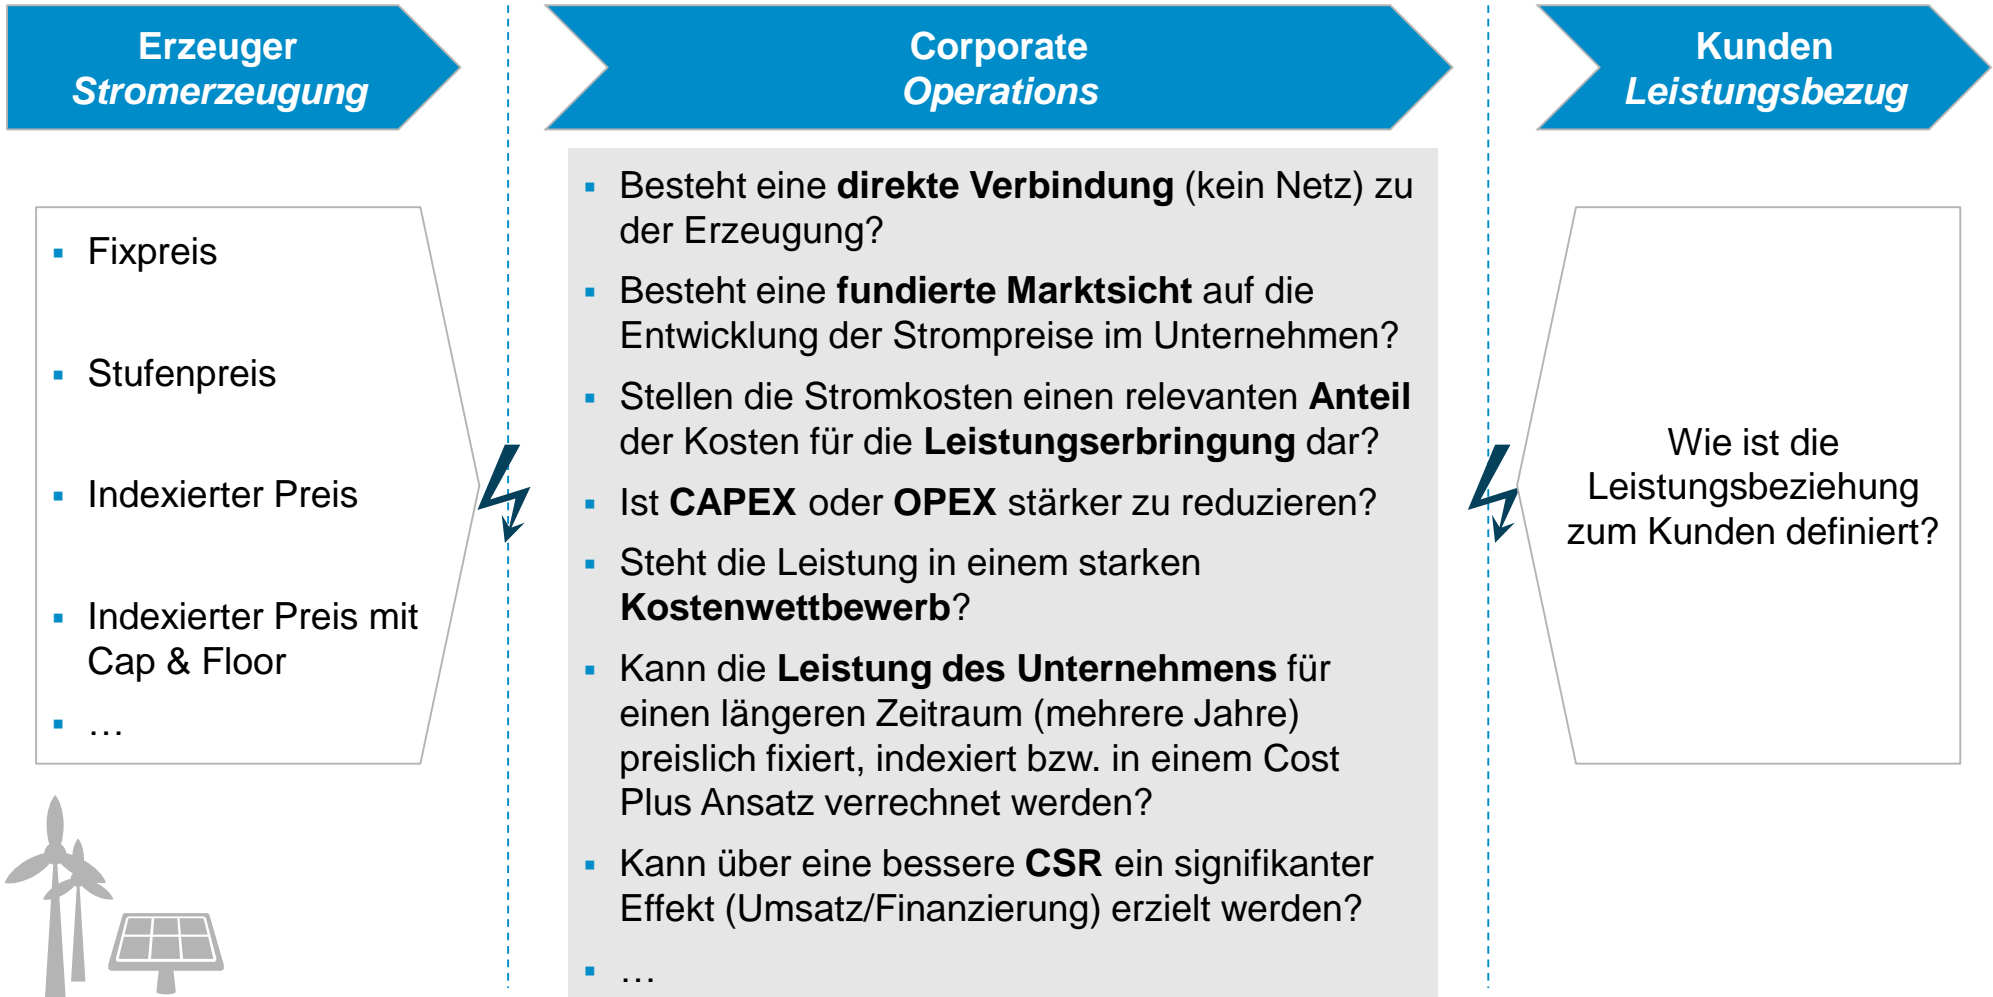 Erzeuger
Stromerzeugung
Corporate
Operations
Kunden
Leistungsbezug
▪ Fixpreis
▪ Stufenpreis
▪ Indexierter Preis
▪ Indexierter Preis mit
Cap & Floor
▪ …
▪ Besteht eine direkte Verbindung (kein Netz) zu
der Erzeugung?
▪ Besteht eine fundierte Marktsicht auf die
Entwicklung der Strompreise im Unternehmen?
▪ Stellen die Stromkosten einen relevanten Anteil
der Kosten für die Leistungserbringung dar?
▪ Ist CAPEX oder OPEX stärker zu reduzieren?
▪ Steht die Leistung in einem starken
Kostenwettbewerb?
▪ Kann die Leistung des Unternehmens für
einen längeren Zeitraum (mehrere Jahre)
preislich fixiert, indexiert bzw. in einem Cost
Plus Ansatz verrechnet werden?
▪ Kann über eine bessere CSR ein signifikanter
Effekt (Umsatz/Finanzierung) erzielt werden?
▪ …
Wie ist die
Leistungsbeziehung
zum Kunden definiert?